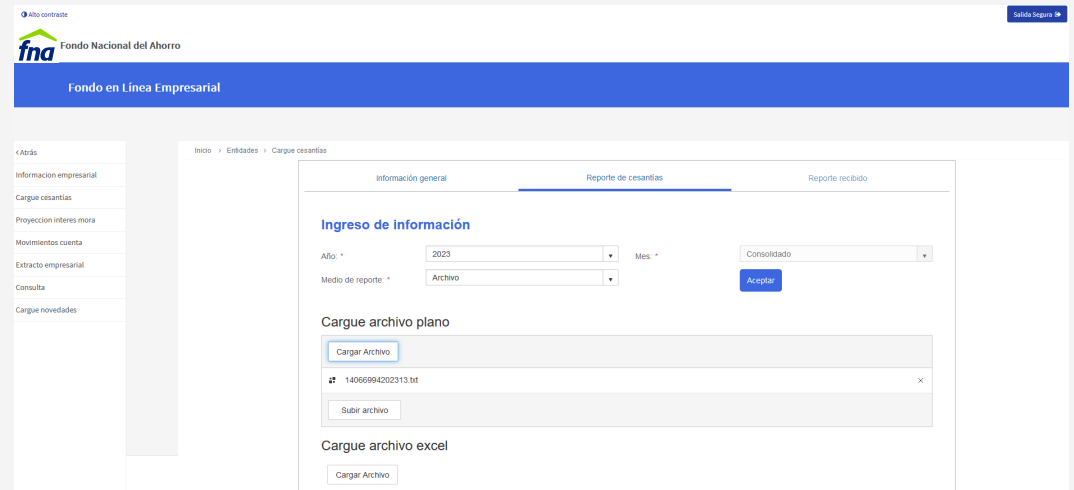 Alto contraste
Salida Segura
fna Fondo Nacional del Ahorro
Fondo en Línea Empresarial
‹Atrás
Inicio › Entidades › Cargue cesantías
Informacion empresarial
Cargue cesantías
Proyeccion interes mora
Movimientos cuenta
Extracto empresarial
Consulta
Cargue novedades
Información general
Reporte de cesantías
Reporte recibido
Ingreso de información
Año: * 2023 Mes: * Consolidado
Medio de reporte: * Archivo Aceptar
Cargue archivo plano
Cargar Archivo
14066994202313.txt ×
Subir archivo
Cargue archivo excel
Cargar Archivo